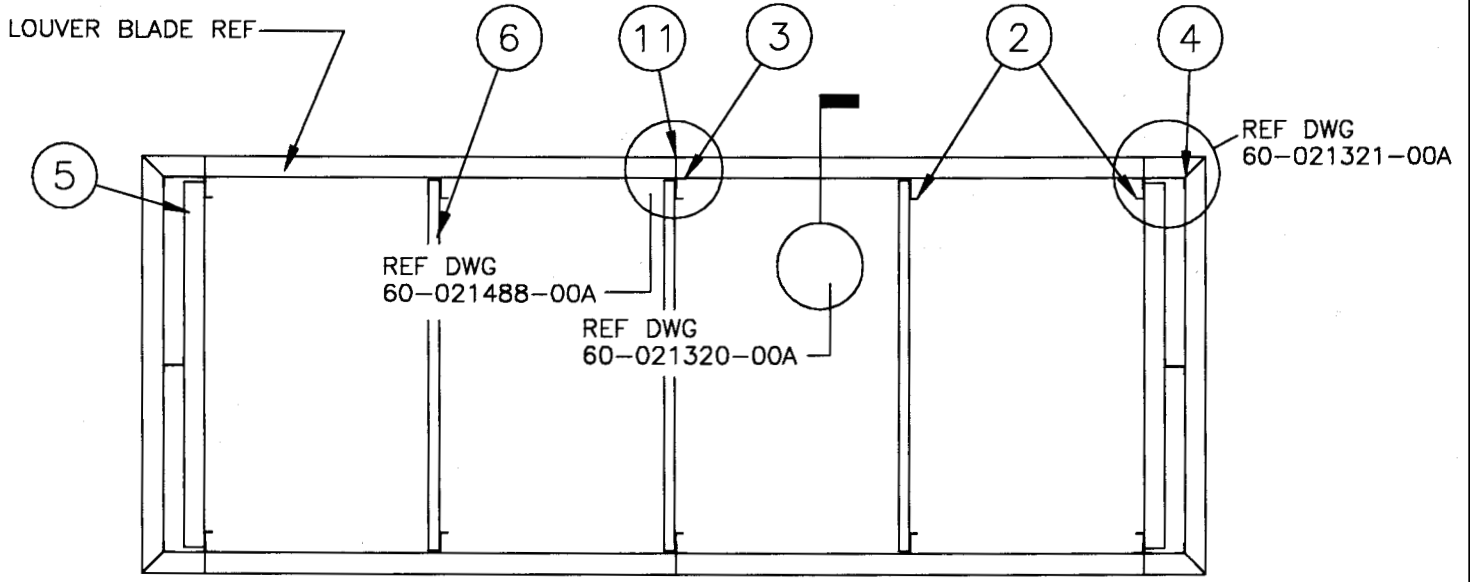 LOUVER BLADE REF
6
11
3
2
4
REF DWG
60-021321-00A
5
REF DWG
60-021488-00A
REF DWG
60-021320-00A